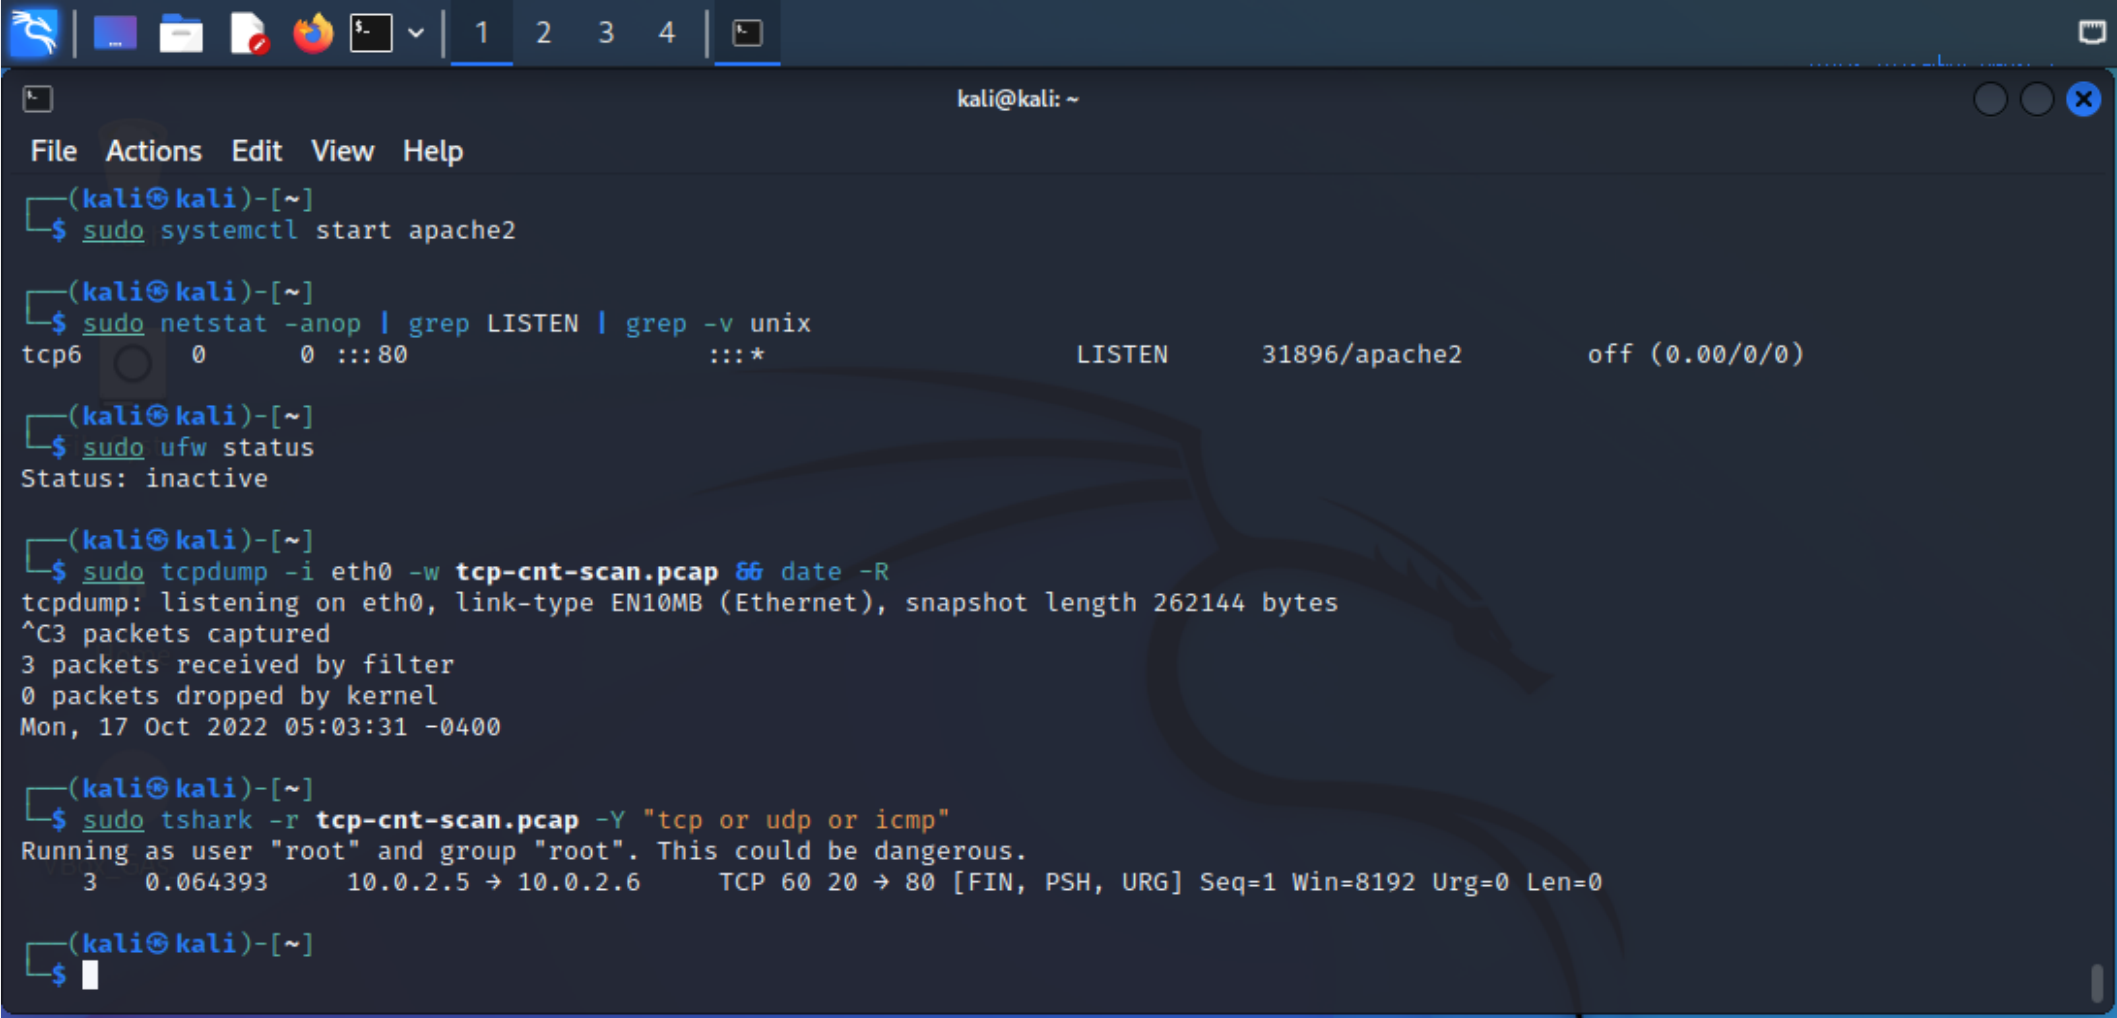 1 2 3 4
kali@kali: ~
File Actions Edit View Help
┌──(kali㉿kali)-[~]
└─$ sudo systemctl start apache2
┌──(kali㉿kali)-[~]
└─$ sudo netstat -anop | grep LISTEN | grep -v unix
tcp6 0 0 :::80 :::* LISTEN 31896/apache2 off (0.00/0/0)
┌──(kali㉿kali)-[~]
└─$ sudo ufw status
Status: inactive
┌──(kali㉿kali)-[~]
└─$ sudo tcpdump -i eth0 -w tcp-cnt-scan.pcap && date -R
tcpdump: listening on eth0, link-type EN10MB (Ethernet), snapshot length 262144 bytes
^C3 packets captured
3 packets received by filter
0 packets dropped by kernel
Mon, 17 Oct 2022 05:03:31 -0400
┌──(kali㉿kali)-[~]
└─$ sudo tshark -r tcp-cnt-scan.pcap -Y "tcp or udp or icmp"
Running as user "root" and group "root". This could be dangerous.
3 0.064393 10.0.2.5 → 10.0.2.6 TCP 60 20 → 80 [FIN, PSH, URG] Seq=1 Win=8192 Urg=0 Len=0
┌──(kali㉿kali)-[~]
└─$